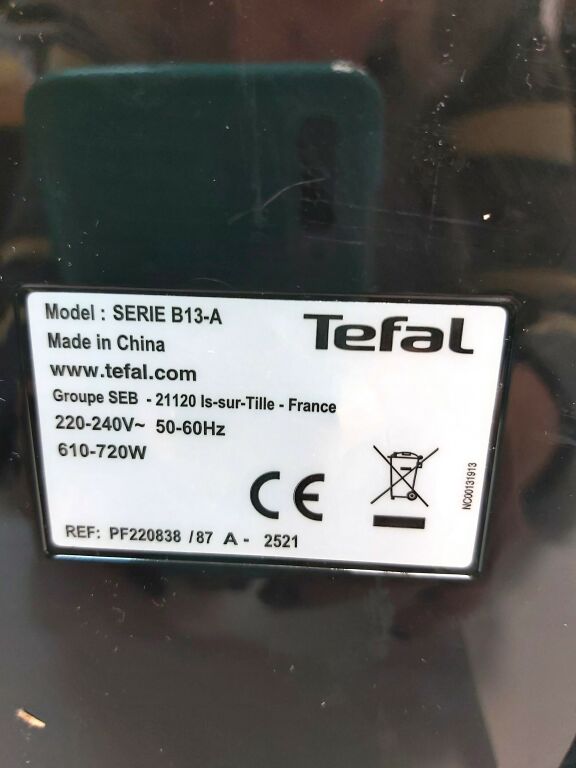 Model : SERIE B13-A
Tefal
Made in China
www.tefal.com
Groupe SEB - 21120 Is-sur-Tille - France
220-240V~ 50-60Hz
610-720W
CE
NC00131913
REF: PF220838 /87 A - 2521